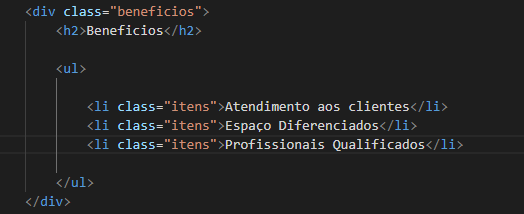 <div class="beneficios">
<h2>Beneficios</h2>
<ul>
<li class="itens">Atendimento aos clientes</li>
<li class="itens">Espaço Diferenciados</li>
<li class="itens">Profissionais Qualificados</li>
</ul>
</div>